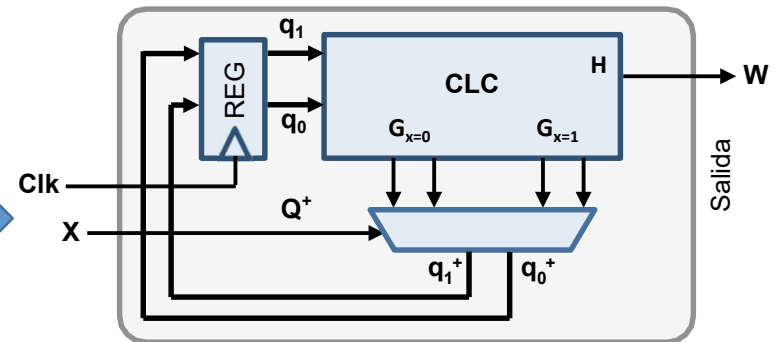 q₁
REG
q₀
CLC
H
W
Gₓ₌₀
Gₓ₌₁
Clk
Q⁺
X
q₁⁺
q₀⁺
Salida